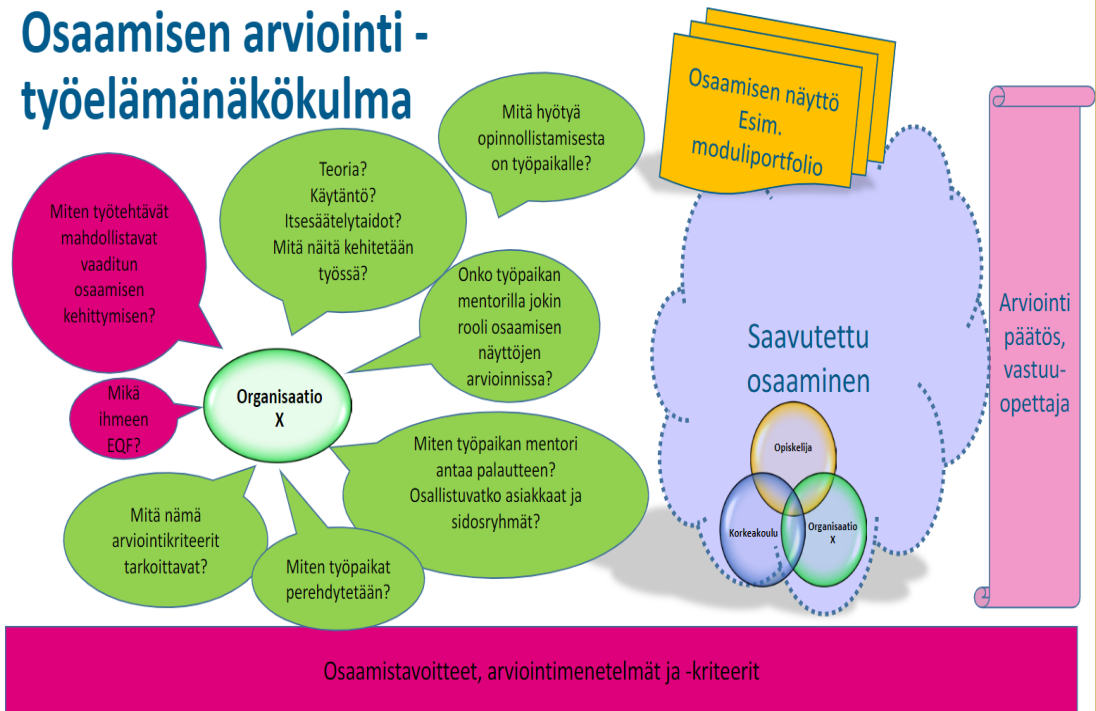 Osaamisen arviointi -
työelämänäkökulma
Mitä hyötyä
opinnollistamisesta
on työpaikalle?
Osaamisen näyttö
Esim.
moduliportfolio
Teoria?
Käytäntö?
Itsesäätelytaidot?
Mitä näitä kehitetään
työssä?
Miten työtehtävät
mahdollistavat
vaaditun
osaamisen
kehittymisen?
Onko työpaikan
mentorilla jokin
rooli osaamisen
näyttöjen
arvioinnissa?
Mikä
ihmeen
EQF?
Organisaatio
X
Miten työpaikan mentori
antaa palautteen?
Osallistuvatko asiakkaat ja
sidosryhmät?
Mitä nämä
arviointikriteerit
tarkoittavat?
Miten työpaikat
perehdytetään?
Saavutettu
osaaminen
Opiskelija
Korkeakoulu
Organisaatio
X
Arviointi
päätös,
vastuu-
opettaja
Osaamistavoitteet, arviointimenetelmät ja -kriteerit